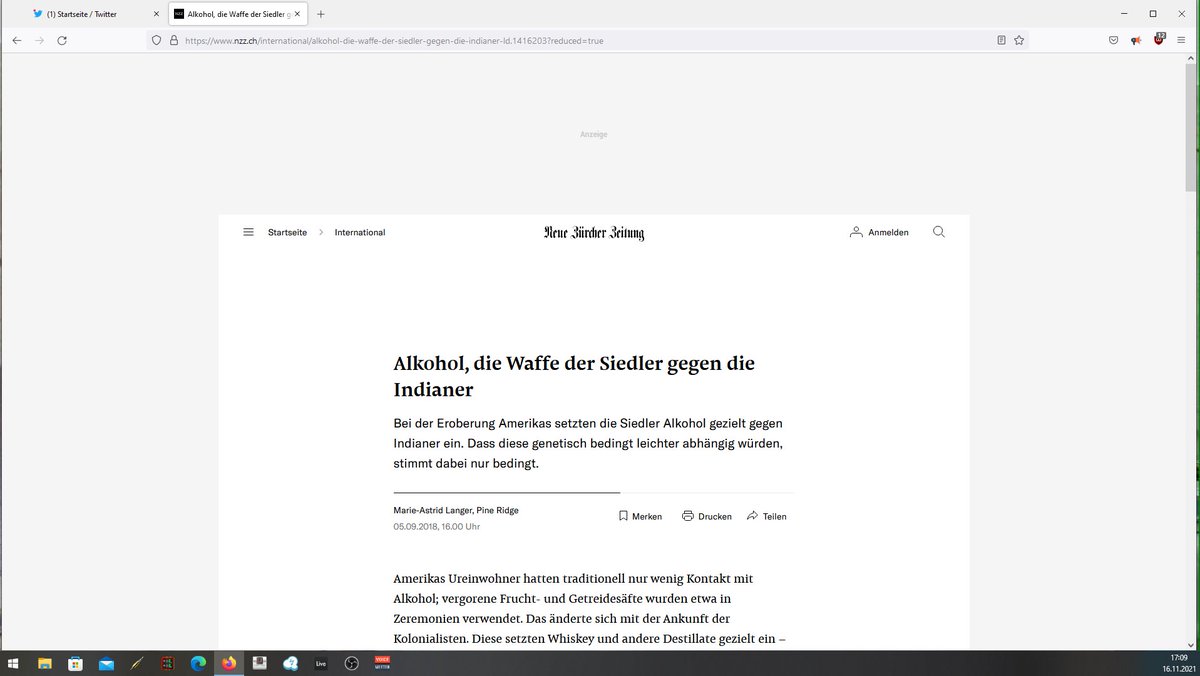 (1) Startseite / Twitter
Alkohol, die Waffe der Siedler g
https://www.nzz.ch/international/alkohol-die-waffe-der-siedler-gegen-die-indianer-ld.1416203?reduced=true
12
Anzeige
Startseite > International
Neue Zürcher Zeitung
Anmelden
Alkohol, die Waffe der Siedler gegen die
Indianer
Bei der Eroberung Amerikas setzten die Siedler Alkohol gezielt gegen
Indianer ein. Dass diese genetisch bedingt leichter abhängig würden,
stimmt dabei nur bedingt.
Marie-Astrid Langer, Pine Ridge
05.09.2018, 16.00 Uhr
Merken
Drucken
Teilen
Amerikas Ureinwohner hatten traditionell nur wenig Kontakt mit
Alkohol; vergorene Frucht- und Getreidesäfte wurden etwa in
Zeremonien verwendet. Das änderte sich mit der Ankunft der
Kolonialisten. Diese setzten Whiskey und andere Destillate gezielt ein –
Live
17:09
16.11.2021